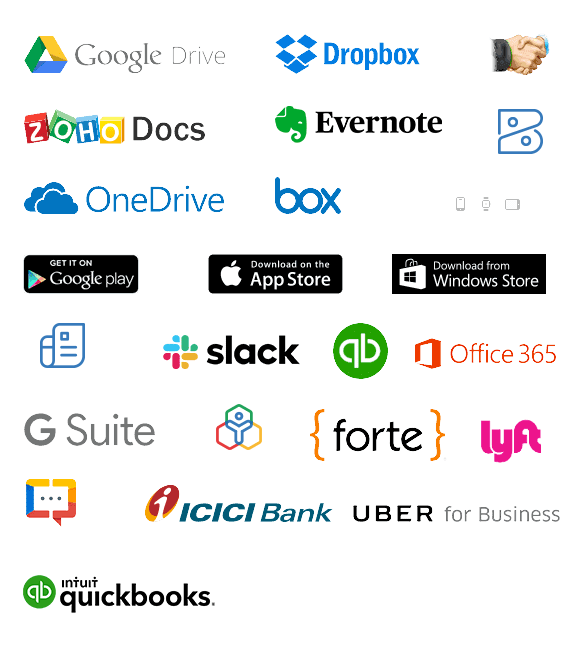 Google Drive
Dropbox
ZOHO Docs
Evernote
OneDrive
box
GET IT ON
Google play
Download on the
App Store
Download from
Windows Store
slack
qb
Office 365
G Suite
{forte}
lyft
ICICI Bank
UBER for Business
qb
intuit
quickbooks.